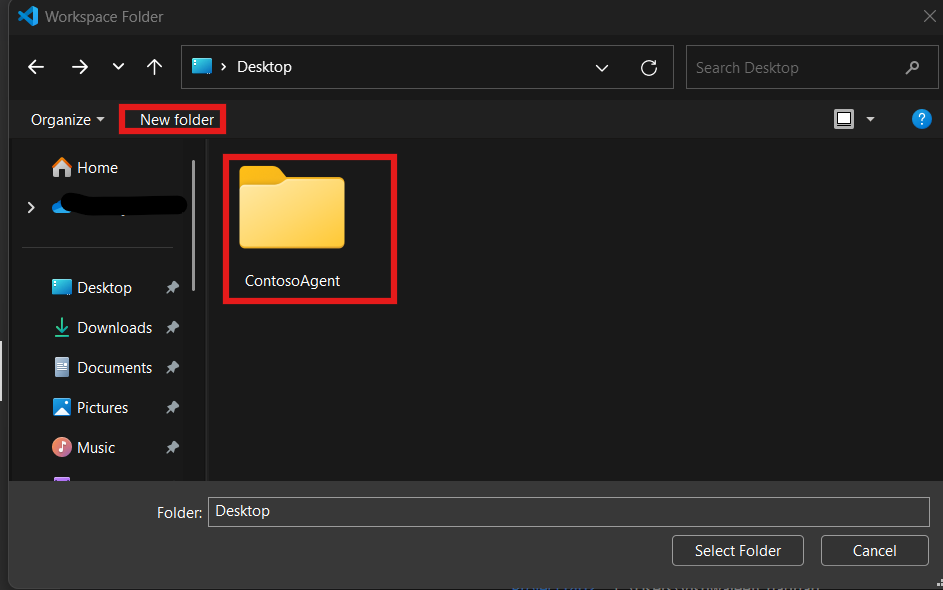 Workspace Folder
Desktop
Search Desktop
Organize
New folder
Home
Desktop
Downloads
Documents
Pictures
Music
ContosoAgent
Folder:
Desktop
Select Folder
Cancel